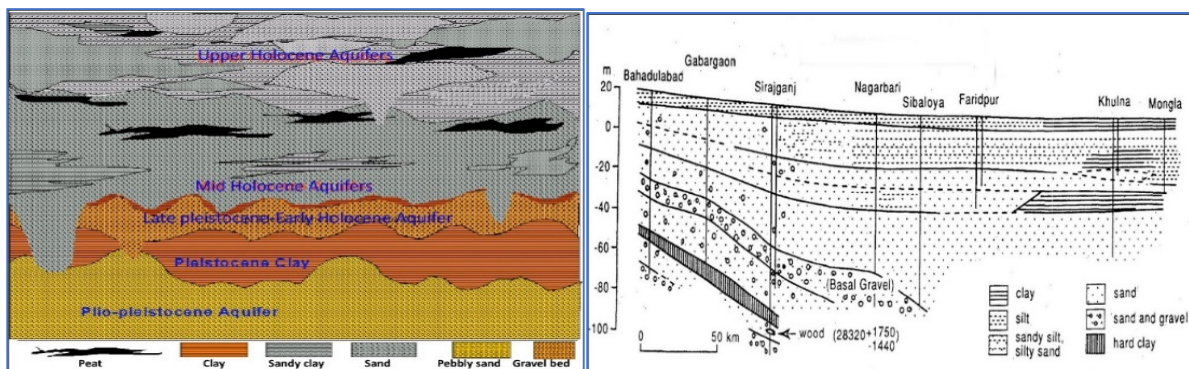 Upper Holocene Aquifers
Mid Holocene Aquifers
Late pleistocene-Early Holocene Aquifer
Pleistocene Clay
Plio-pleistocene Aquifer
Peat
Clay
Sandy clay
Sand
Pebbly sand
Gravel bed
m
Bahadulabad
Gabargaon
Sirajganj
Nagarbari
Sibaloya
Faridpur
Khulna
Mongla
20
0
-20
-40
-60
-80
-100
(Basal Gravel)
wood
(28320+1750
-1440
0
50 km
clay
silt
sandy silt,
silty sand
sand
sand and gravel
hard clay